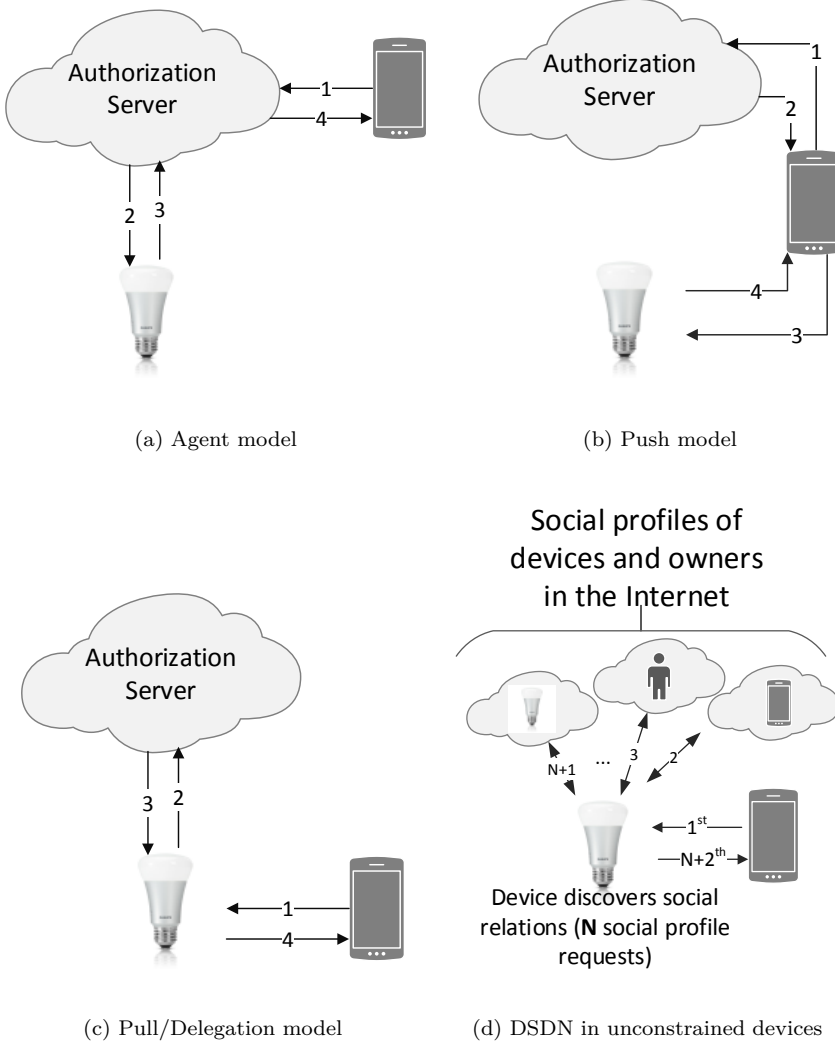 Authorization
Server
1
4
2
3
(a) Agent model
Authorization
Server
1
2
4
3
(b) Push model
Authorization
Server
3
2
1
4
(c) Pull/Delegation model
Social profiles of
devices and owners
in the Internet
N+1
...
3
2
1st
N+2th
Device discovers social
relations (N social profile
requests)
(d) DSDN in unconstrained devices